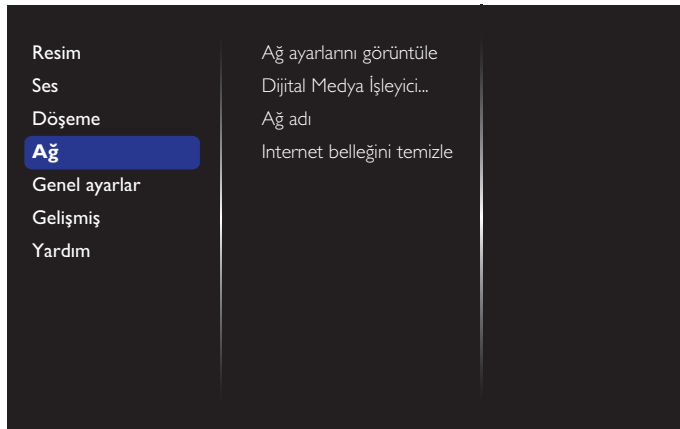 Resim
Ses
Döşeme
Ağ
Genel ayarlar
Gelişmiş
Yardım
Ağ ayarlarını görüntüle
Dijital Medya İşleyici...
Ağ adı
Internet belleğini temizle